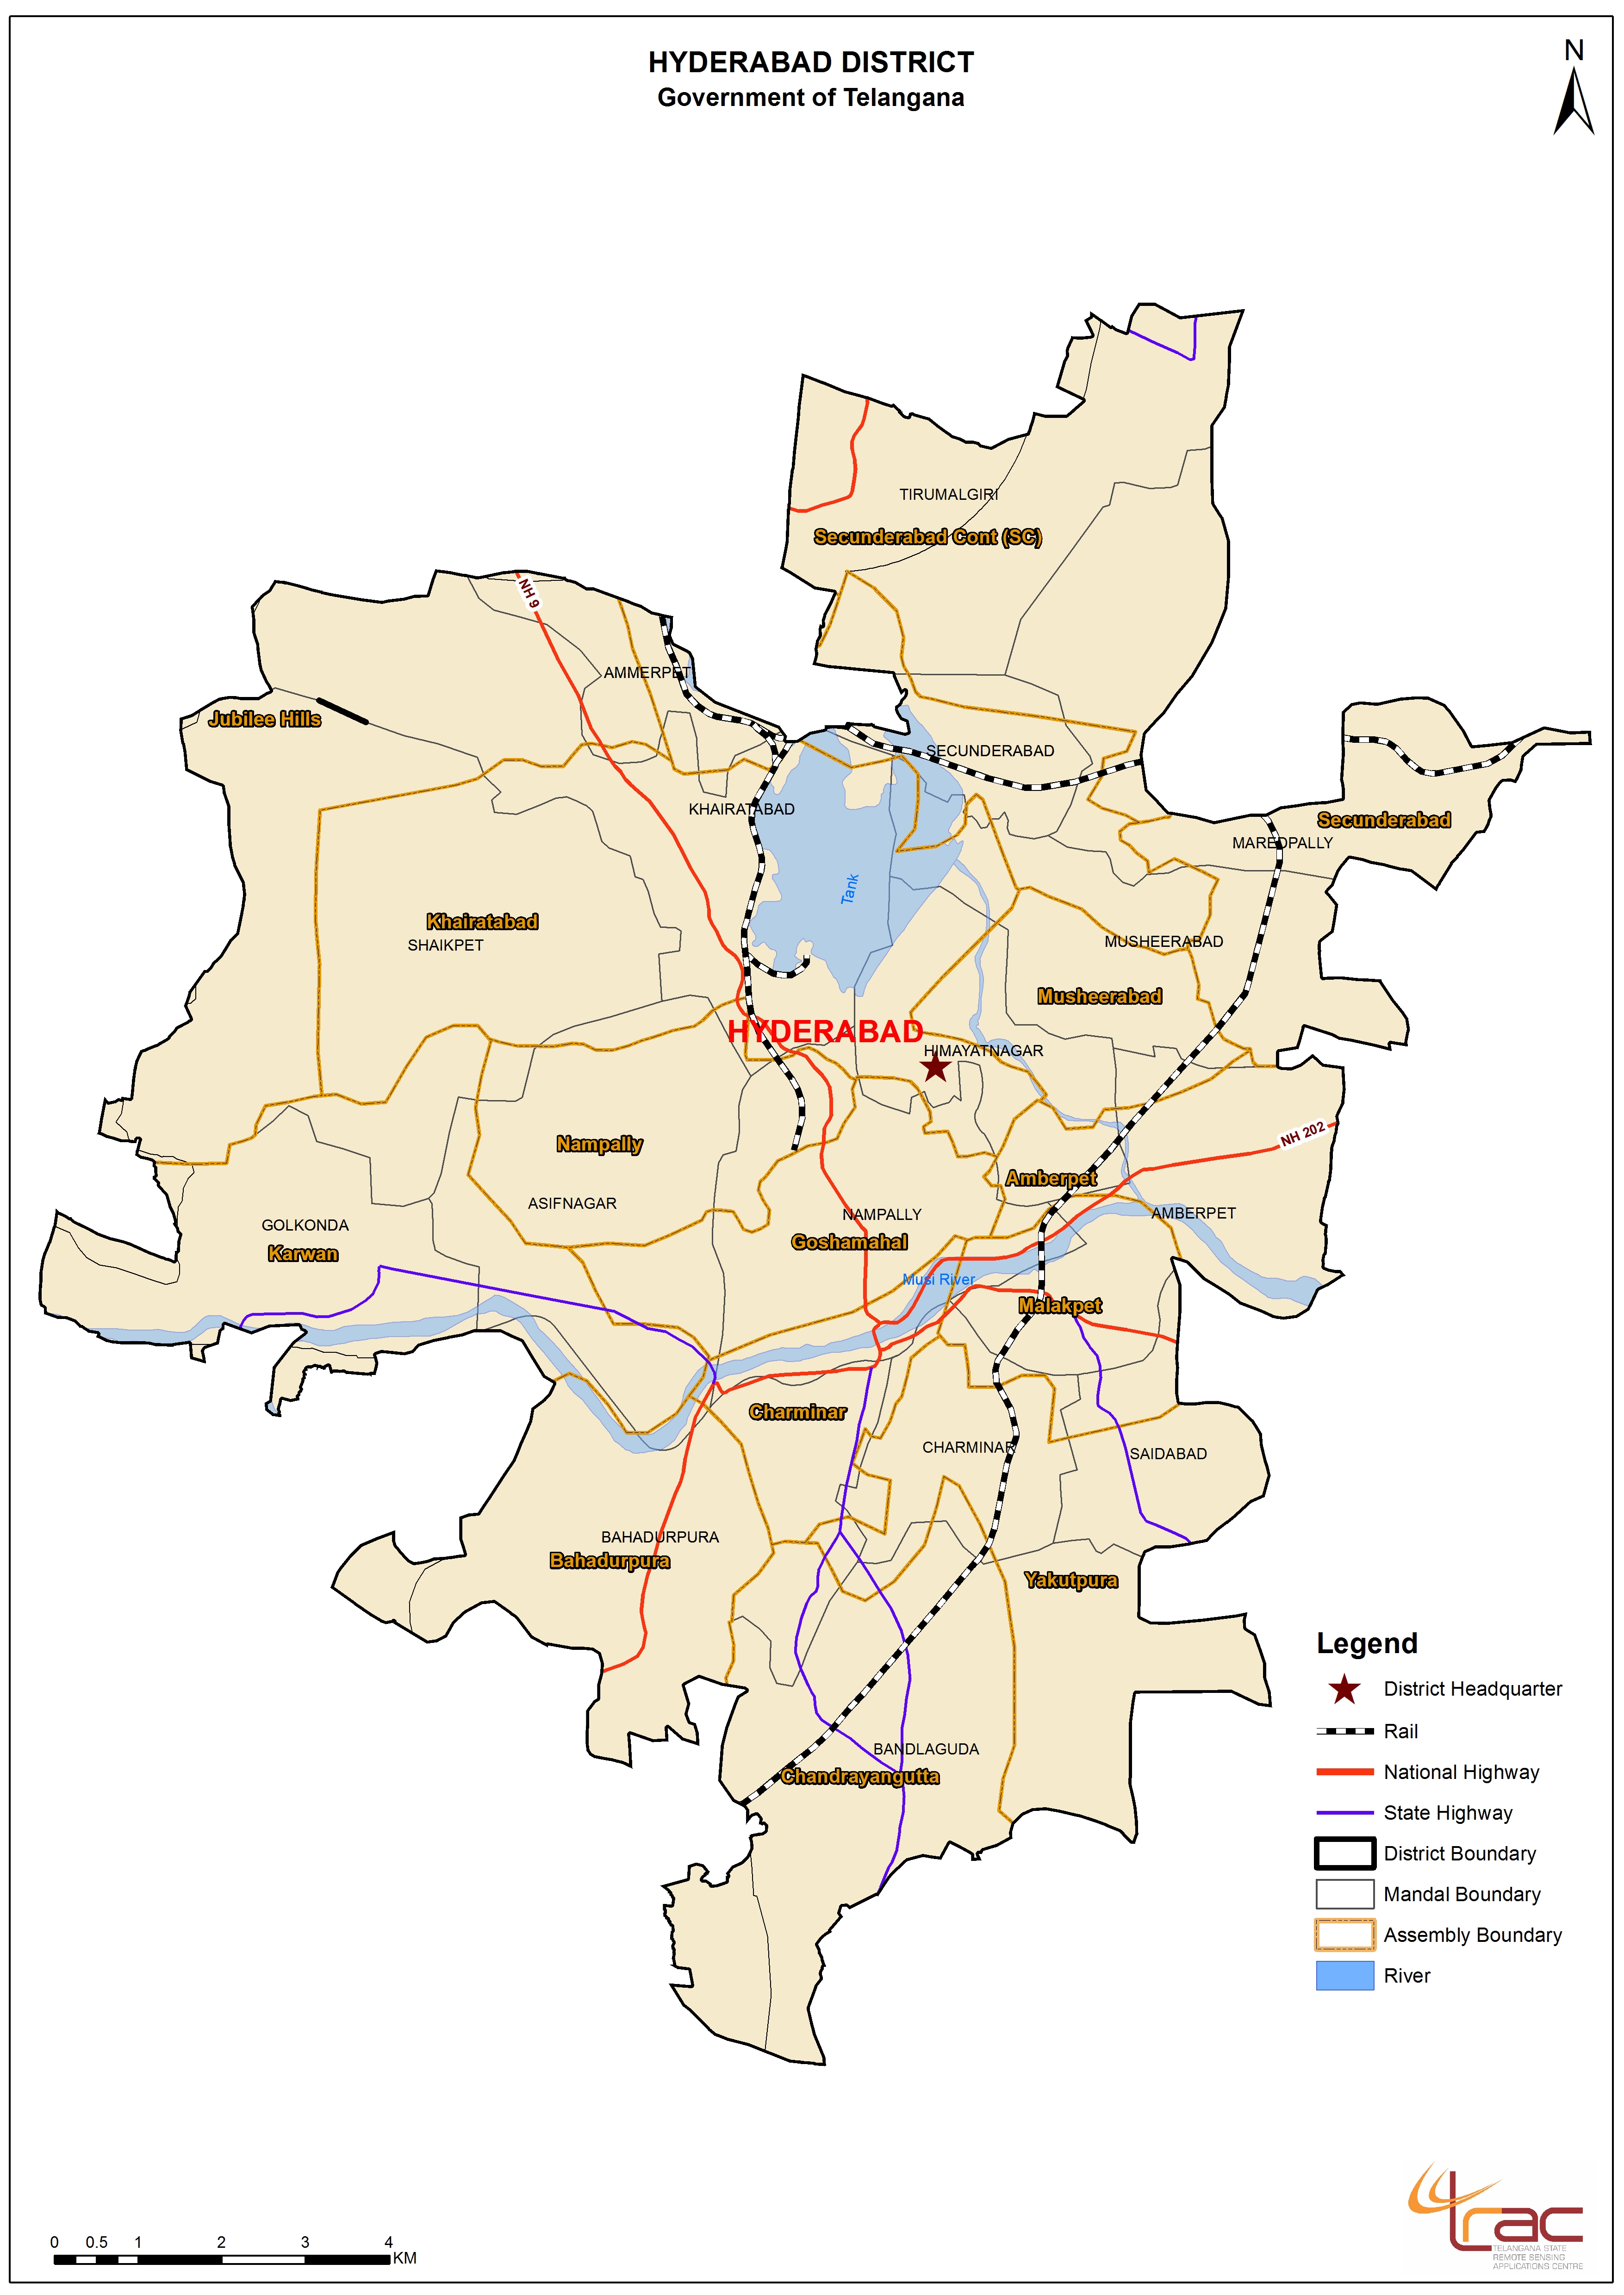 HYDERABAD DISTRICT
Government of Telangana
N
TIRUMALGIRI
Secunderabad Cont (SC)
NH 9
AMMERPET
Jubilee Hills
SECUNDERABAD
KHAIRATABAD
Secunderabad
MAREDPALLY
Tank
Khairatabad
SHAIKPET
MUSHEERABAD
Musheerabad
HYDERABAD
HIMAYATNAGAR
NH 202
Nampally
Amberpet
ASIFNAGAR
NAMPALLY
AMBERPET
GOLKONDA
Karwan
Goshamahal
Musi River
Malakpet
Charminar
CHARMINAR
SAIDABAD
BAHADURPURA
Bahadurpura
Yakutpura
BANDLAGUDA
Chandrayangutta
Legend
District Headquarter
Rail
National Highway
State Highway
District Boundary
Mandal Boundary
Assembly Boundary
River
0 0.5 1 2 3 4
KM
trac
TELANGANA STATE
REMOTE SENSING
APPLICATIONS CENTRE